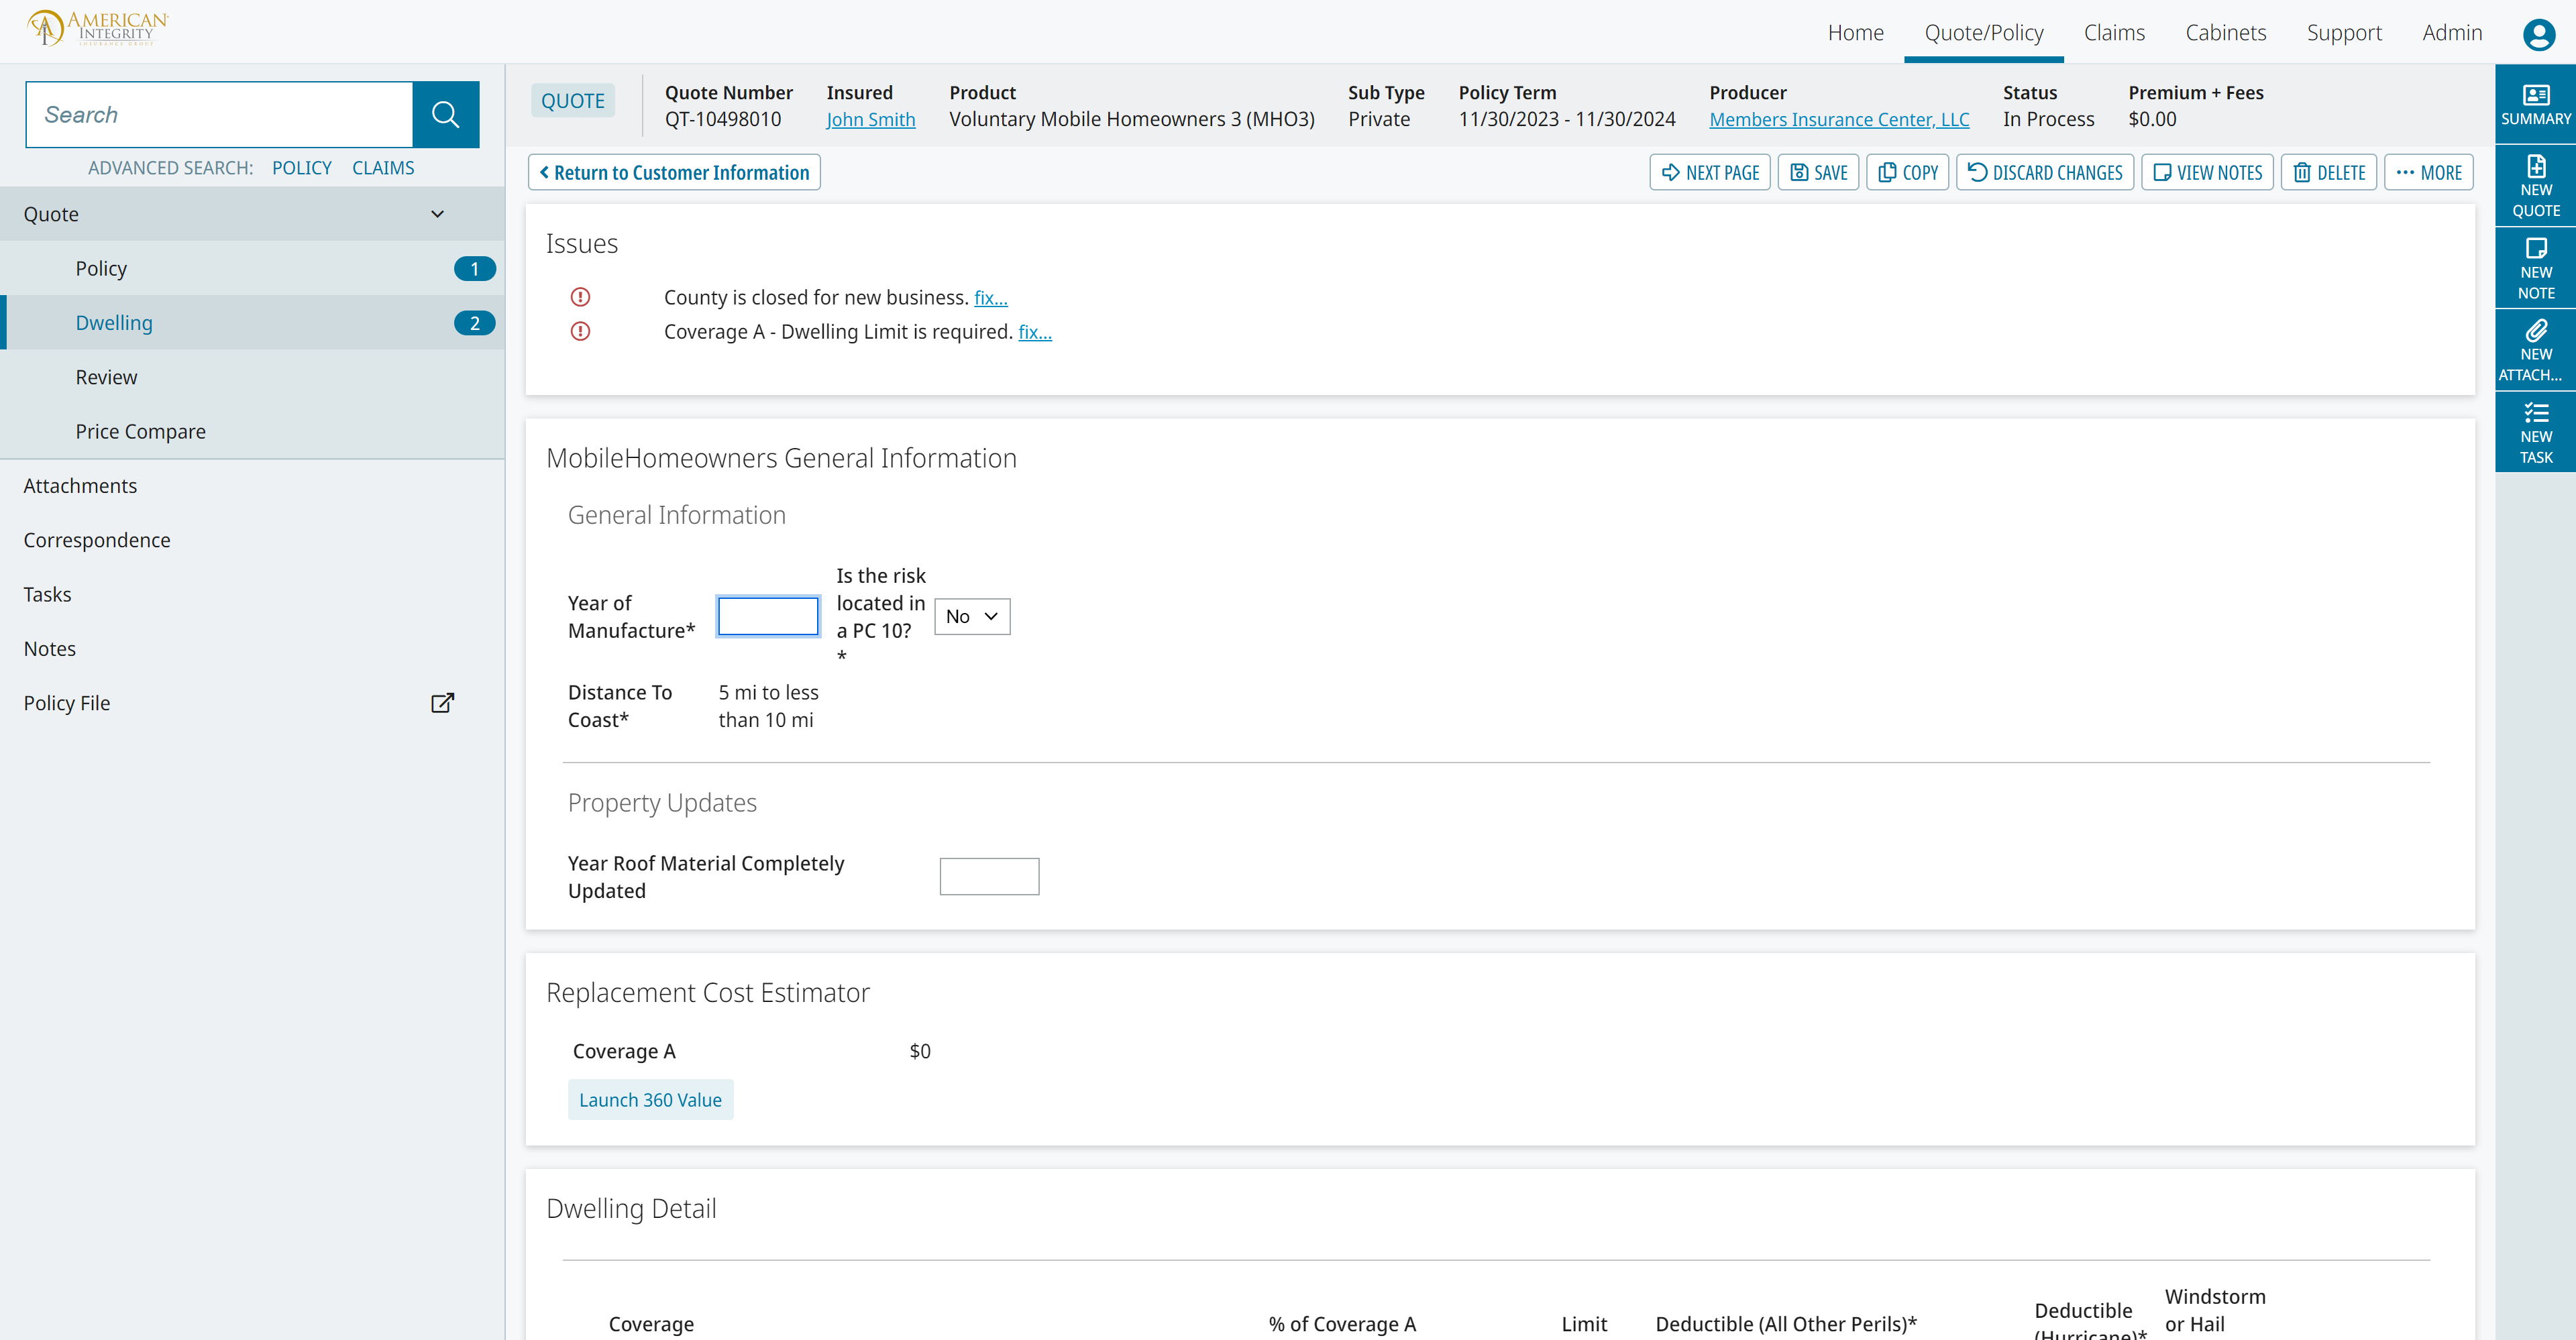 AMERICAN
INTEGRITY
INSURANCE GROUP
Home Quote/Policy Claims Cabinets Support Admin
Search
ADVANCED SEARCH: POLICY CLAIMS
Quote
Policy 1
Dwelling 2
Review
Price Compare
Attachments
Correspondence
Tasks
Notes
Policy File
QUOTE
Quote Number Insured Product Sub Type Policy Term Producer Status Premium + Fees
QT-10498010 John Smith Voluntary Mobile Homeowners 3 (MHO3) Private 11/30/2023 - 11/30/2024 Members Insurance Center, LLC In Process $0.00
Return to Customer Information NEXT PAGE SAVE COPY DISCARD CHANGES VIEW NOTES DELETE MORE
Issues
County is closed for new business. fix...
Coverage A - Dwelling Limit is required. fix...
MobileHomeowners General Information
General Information
Year of
Manufacture*
Is the risk
located in
a PC 10?
*
No
Distance To
Coast*
5 mi to less
than 10 mi
Property Updates
Year Roof Material Completely
Updated
Replacement Cost Estimator
Coverage A $0
Launch 360 Value
Dwelling Detail
Coverage % of Coverage A Limit Deductible (All Other Perils)*
Deductible
(Hurricane)*
Windstorm
or Hail
SUMMARY
NEW
QUOTE
NEW
NOTE
NEW
ATTACH...
NEW
TASK